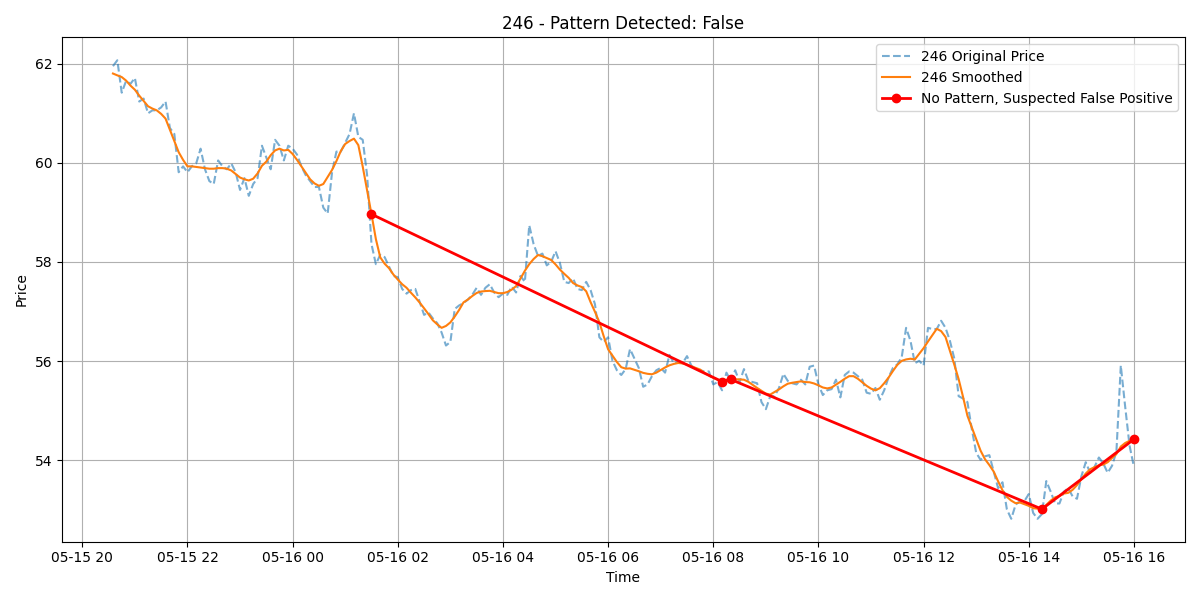 246 - Pattern Detected: False
246 Original Price
246 Smoothed
No Pattern, Suspected False Positive
Price
62
60
58
56
54
05-15 20
05-15 22
05-16 00
05-16 02
05-16 04
05-16 06
05-16 08
05-16 10
05-16 12
05-16 14
05-16 16
Time